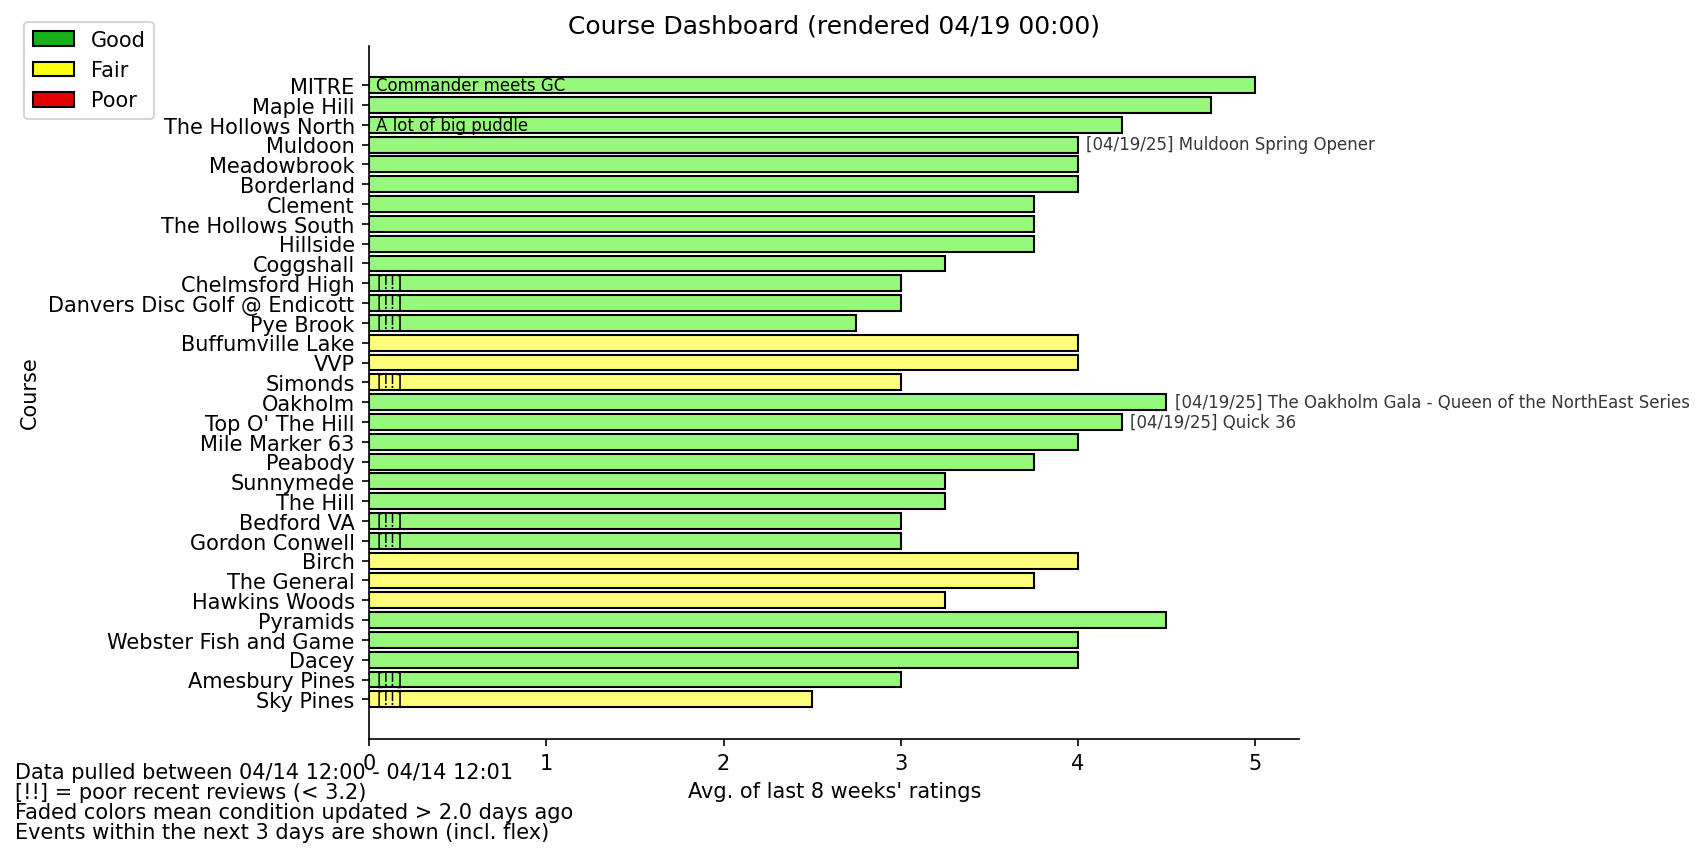 Course Dashboard (rendered 04/19 00:00)
Good
Fair
Poor
MITRE Commander meets GC
Maple Hill
The Hollows North A lot of big puddle
Muldoon [04/19/25] Muldoon Spring Opener
Meadowbrook
Borderland
Clement
The Hollows South
Hillside
Coggshall
Chelmsford High [!!]
Danvers Disc Golf @ Endicott [!!]
Pye Brook [!!]
Buffumville Lake
VVP
Simonds [!!]
Oakholm [04/19/25] The Oakholm Gala - Queen of the NorthEast Series
Top O' The Hill [04/19/25] Quick 36
Mile Marker 63
Peabody
Sunnymede
The Hill
Bedford VA [!!]
Gordon Conwell [!!]
Birch
The General
Hawkins Woods
Pyramids
Webster Fish and Game
Dacey
Amesbury Pines [!!]
Sky Pines [!!]
Course
0 1 2 3 4 5
Avg. of last 8 weeks' ratings
Data pulled between 04/14 12:00 - 04/14 12:01
[!!] = poor recent reviews (< 3.2)
Faded colors mean condition updated > 2.0 days ago
Events within the next 3 days are shown (incl. flex)